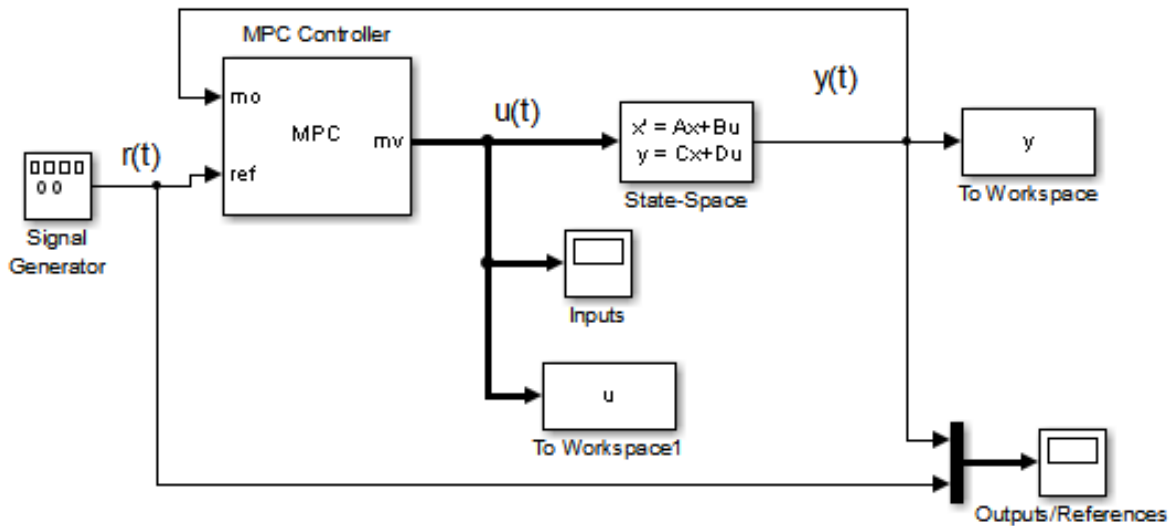 MPC Controller
mo
MPC
mv
ref
r(t)
u(t)
y(t)
x' = Ax+Bu
y = Cx+Du
State-Space
y
To Workspace
Signal
Generator
Inputs
u
To Workspace1
Outputs/References